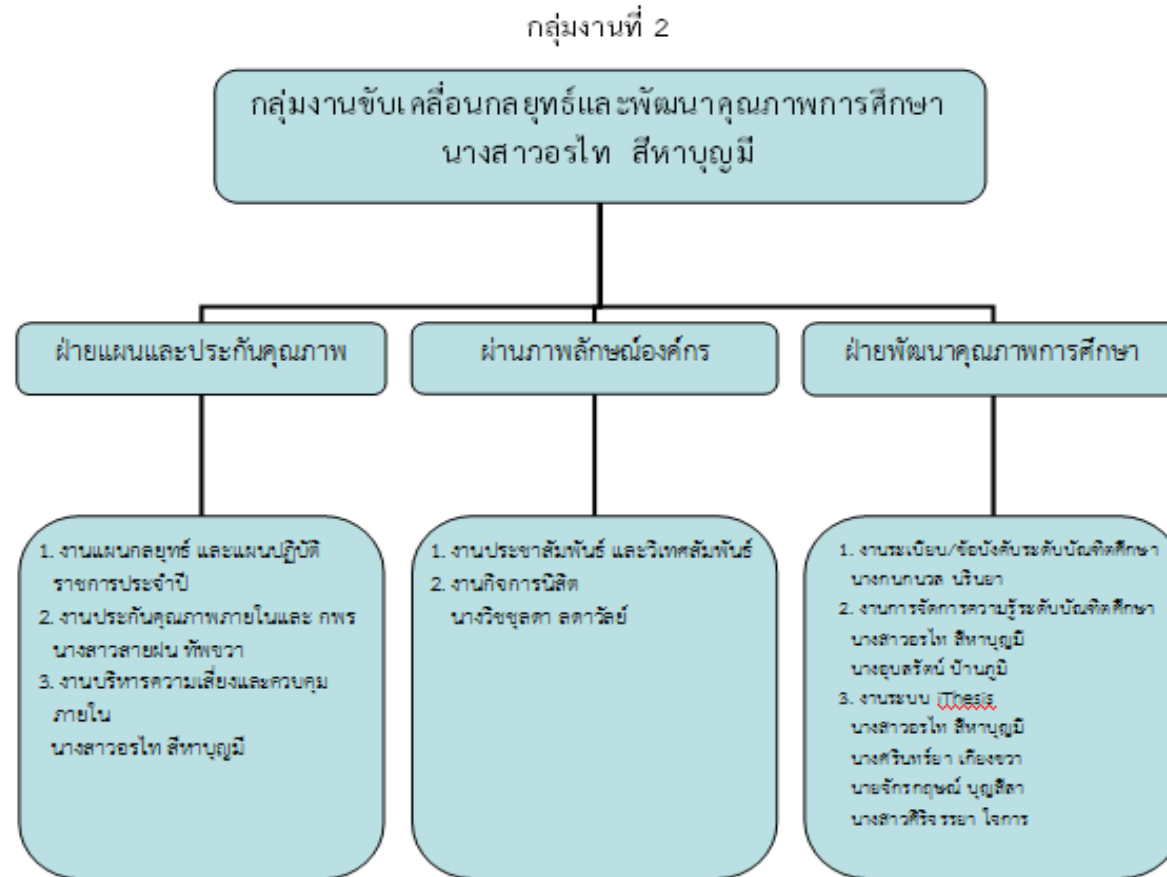 กลุ่มงานที่ 2
กลุ่มงานขับเคลื่อนกลยุทธ์และพัฒนาคุณภาพการศึกษา
นางสาวอรไท สีหาบุญมี
ฝ่ายแผนและประกันคุณภาพ
ผ่านภาพลักษณ์องค์กร
ฝ่ายพัฒนาคุณภาพการศึกษา
1. งานแผนกลยุทธ์ และแผนปฏิบัติ
ราชการประจำปี
2. งานประกันคุณภาพภายในและ กพร
นางสาวสายฝน ทัพขวา
3. งานบริหารความเสี่ยงและควบคุม
ภายใน
นางสาวอรไท สีหาบุญมี
1. งานประชาสัมพันธ์ และวิเทศสัมพันธ์
2. งานกิจการนิสิต
นางวิชชุลดา ลดาวัลย์
1. งานระเบียบ/ข้อบังคับระดับบัณฑิตศึกษา
นางกนกนวล นรินยา
2. งานการจัดการความรู้ระดับบัณฑิตศึกษา
นางสาวอรไท สีหาบุญมี
นางอุบลรัตน์ บ้านภูมิ
3. งานระบบ iThesis
นางสาวอรไท สีหาบุญมี
นางศรินทร์ยา เกียงขวา
นายจักรกฤษณ์ บุญสีลา
นางสาวศิริจรรยา ใจการ